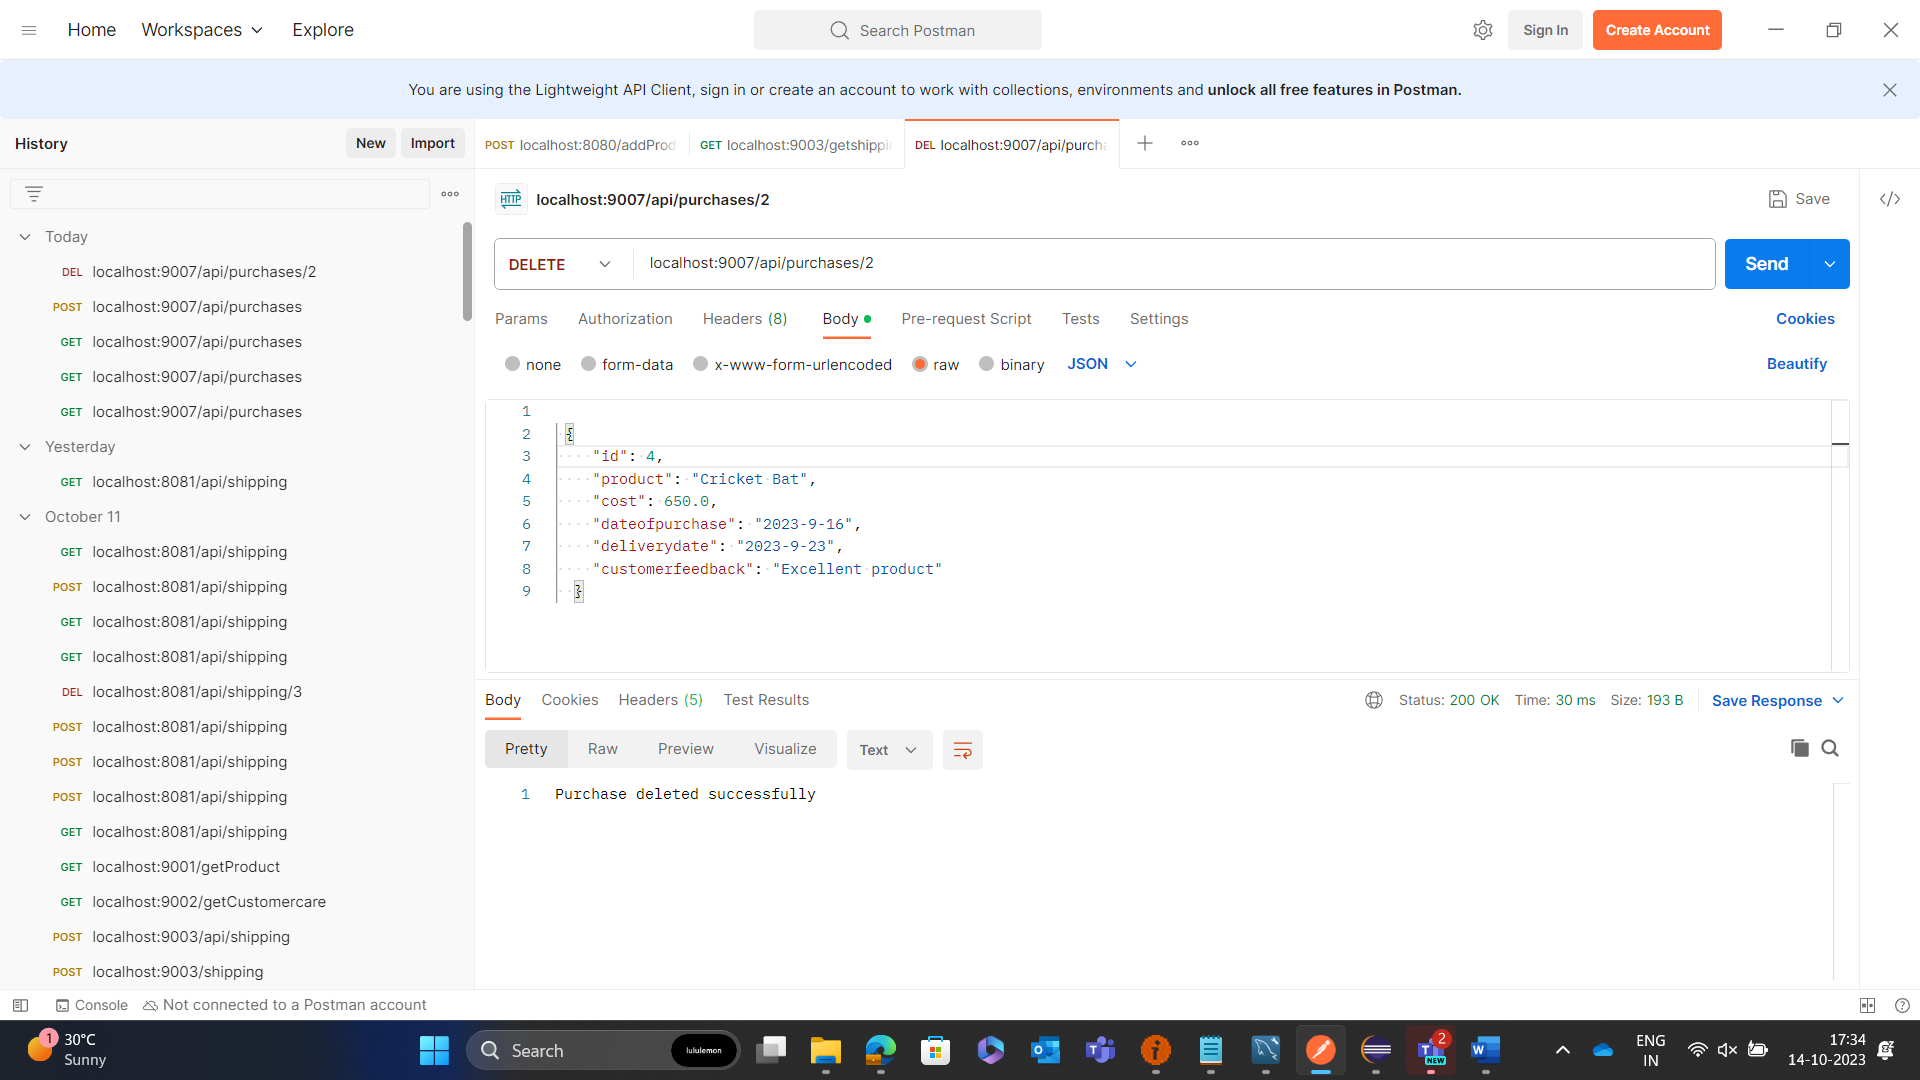 Home Workspaces Explore Search Postman Sign In Create Account
You are using the Lightweight API Client, sign in or create an account to work with collections, environments and unlock all free features in Postman.
History New Import
POST localhost:8080/addProd GET localhost:9003/getshippi DEL localhost:9007/api/purcha
HTTP localhost:9007/api/purchases/2 Save </>
Today
DEL localhost:9007/api/purchases/2
POST localhost:9007/api/purchases
GET localhost:9007/api/purchases
GET localhost:9007/api/purchases
GET localhost:9007/api/purchases
Yesterday
GET localhost:8081/api/shipping
October 11
GET localhost:8081/api/shipping
POST localhost:8081/api/shipping
GET localhost:8081/api/shipping
GET localhost:8081/api/shipping
DEL localhost:8081/api/shipping/3
POST localhost:8081/api/shipping
POST localhost:8081/api/shipping
POST localhost:8081/api/shipping
GET localhost:8081/api/shipping
GET localhost:9001/getProduct
GET localhost:9002/getCustomercare
POST localhost:9003/api/shipping
POST localhost:9003/shipping
DELETE localhost:9007/api/purchases/2 Send
Params Authorization Headers (8) Body Pre-request Script Tests Settings Cookies
none form-data x-www-form-urlencoded raw binary JSON Beautify
1
2 {
3 "id": 4,
4 "product": "Cricket Bat",
5 "cost": 650.0,
6 "dateofpurchase": "2023-9-16",
7 "deliverydate": "2023-9-23",
8 "customerfeedback": "Excellent product"
9 }
Body Cookies Headers (5) Test Results Status: 200 OK Time: 30 ms Size: 193 B Save Response
Pretty Raw Preview Visualize Text
1 Purchase deleted successfully
Console Not connected to a Postman account
1 30°C
Sunny
Search lululemon
2
NEW
ENG
IN
17:34
14-10-2023